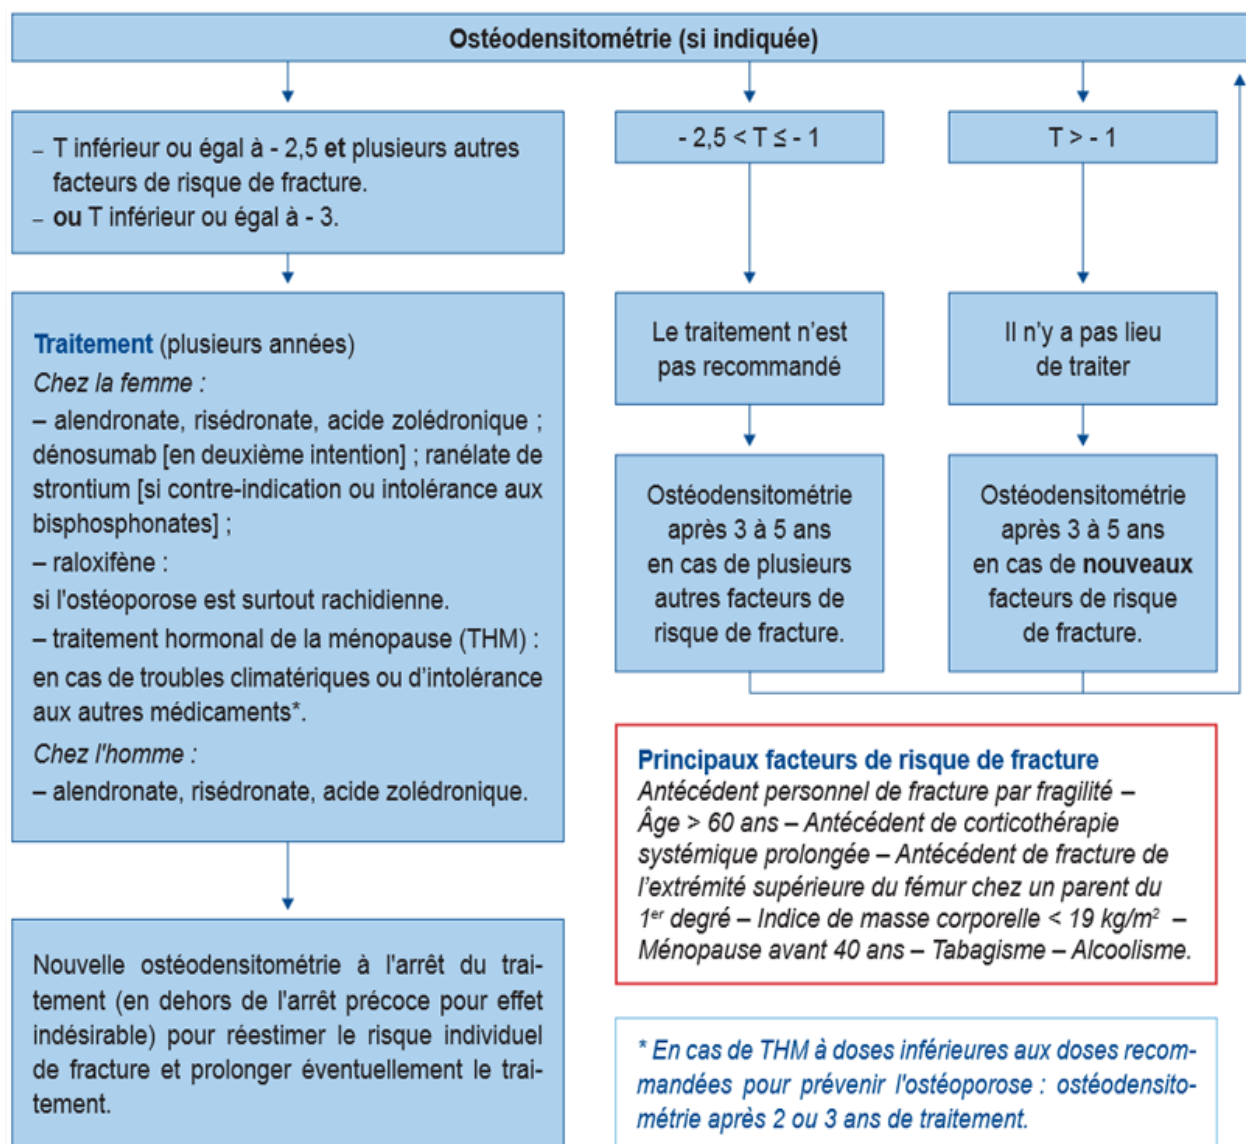 Ostéodensitométrie (si indiquée)
– T inférieur ou égal à - 2,5 et plusieurs autres
facteurs de risque de fracture.
– ou T inférieur ou égal à - 3.
- 2,5 < T ≤ - 1
T > - 1
Traitement (plusieurs années)
Chez la femme :
– alendronate, risédronate, acide zolédronique ;
dénosumab [en deuxième intention] ; ranélate de
strontium [si contre-indication ou intolérance aux
bisphosphonates] ;
– raloxifène :
si l'ostéoporose est surtout rachidienne.
– traitement hormonal de la ménopause (THM) :
en cas de troubles climatériques ou d’intolérance
aux autres médicaments*.
Chez l'homme :
– alendronate, risédronate, acide zolédronique.
Le traitement n’est
pas recommandé
Il n’y a pas lieu
de traiter
Ostéodensitométrie
après 3 à 5 ans
en cas de plusieurs
autres facteurs de
risque de fracture.
Ostéodensitométrie
après 3 à 5 ans
en cas de nouveaux
facteurs de risque
de fracture.
Nouvelle ostéodensitométrie à l'arrêt du trai-
tement (en dehors de l'arrêt précoce pour effet
indésirable) pour réestimer le risque individuel
de fracture et prolonger éventuellement le trai-
tement.
Principaux facteurs de risque de fracture
Antécédent personnel de fracture par fragilité –
Âge > 60 ans – Antécédent de corticothérapie
systémique prolongée – Antécédent de fracture de
l’extrémité supérieure du fémur chez un parent du
1er degré – Indice de masse corporelle < 19 kg/m² –
Ménopause avant 40 ans – Tabagisme – Alcoolisme.
* En cas de THM à doses inférieures aux doses recom-
mandées pour prévenir l'ostéoporose : ostéodensito-
métrie après 2 ou 3 ans de traitement.